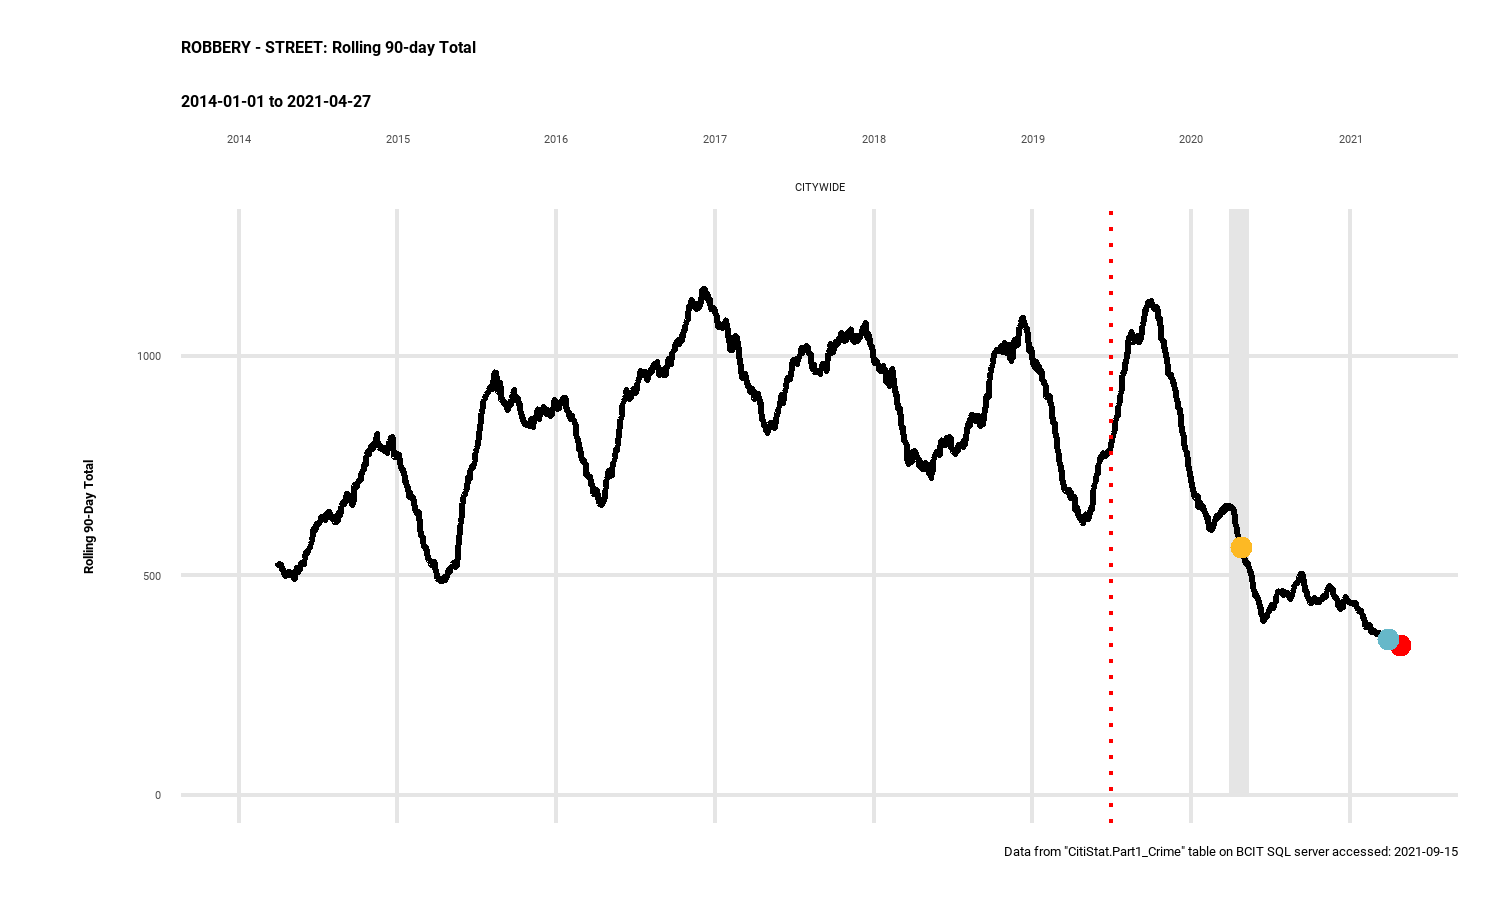 ROBBERY - STREET: Rolling 90-day Total
2014-01-01 to 2021-04-27
2014 2015 2016 2017 2018 2019 2020 2021
CITYWIDE
1000
500
0
Rolling 90-Day Total
Data from "CitiStat.Part1_Crime" table on BCIT SQL server accessed: 2021-09-15